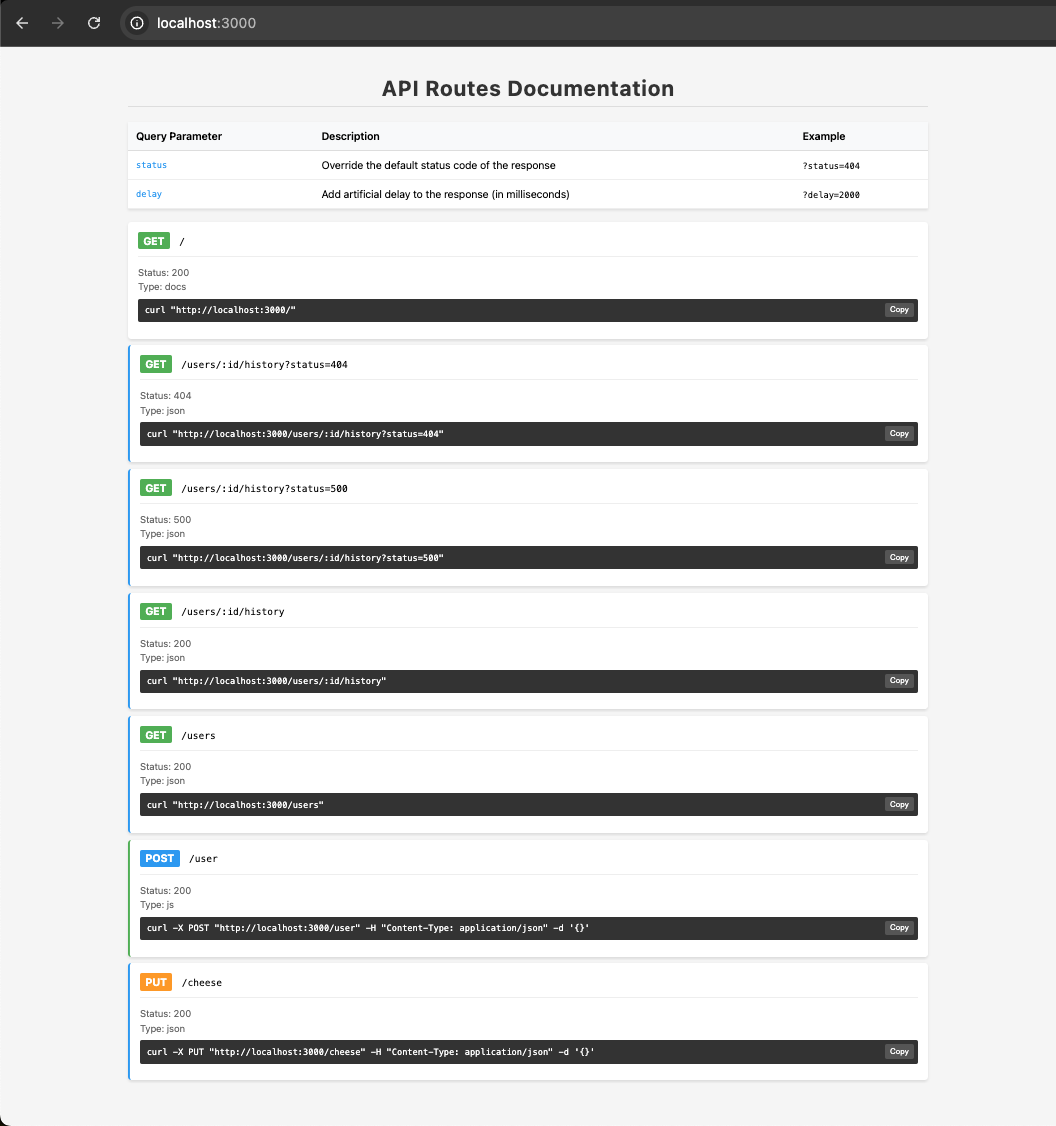 localhost:3000
API Routes Documentation
Query Parameter Description Example
status Override the default status code of the response ?status=404
delay Add artificial delay to the response (in milliseconds) ?delay=2000
GET /
Status: 200
Type: docs
curl "http://localhost:3000/" Copy
GET /users/:id/history?status=404
Status: 404
Type: json
curl "http://localhost:3000/users/:id/history?status=404" Copy
GET /users/:id/history?status=500
Status: 500
Type: json
curl "http://localhost:3000/users/:id/history?status=500" Copy
GET /users/:id/history
Status: 200
Type: json
curl "http://localhost:3000/users/:id/history" Copy
GET /users
Status: 200
Type: json
curl "http://localhost:3000/users" Copy
POST /user
Status: 200
Type: js
curl -X POST "http://localhost:3000/user" -H "Content-Type: application/json" -d '{}' Copy
PUT /cheese
Status: 200
Type: json
curl -X PUT "http://localhost:3000/cheese" -H "Content-Type: application/json" -d '{}' Copy